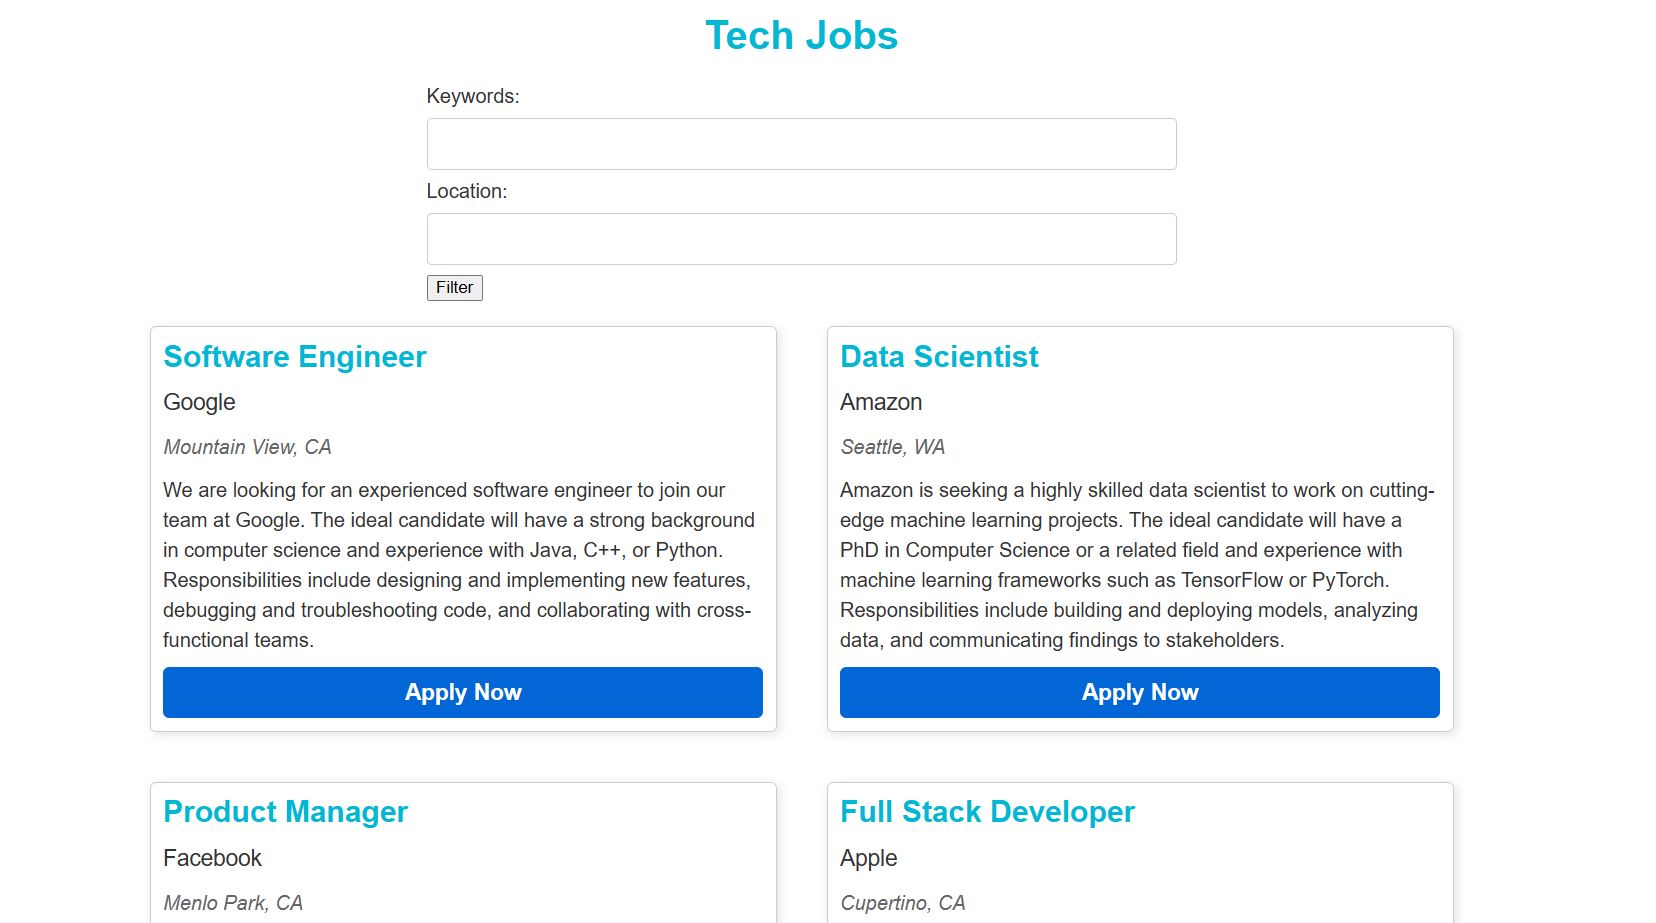 Tech Jobs
Keywords:
Location:
Filter
Software Engineer
Google
Mountain View, CA
We are looking for an experienced software engineer to join our
team at Google. The ideal candidate will have a strong background
in computer science and experience with Java, C++, or Python.
Responsibilities include designing and implementing new features,
debugging and troubleshooting code, and collaborating with cross-
functional teams.
Apply Now
Data Scientist
Amazon
Seattle, WA
Amazon is seeking a highly skilled data scientist to work on cutting-
edge machine learning projects. The ideal candidate will have a
PhD in Computer Science or a related field and experience with
machine learning frameworks such as TensorFlow or PyTorch.
Responsibilities include building and deploying models, analyzing
data, and communicating findings to stakeholders.
Apply Now
Product Manager
Facebook
Menlo Park, CA
Full Stack Developer
Apple
Cupertino, CA